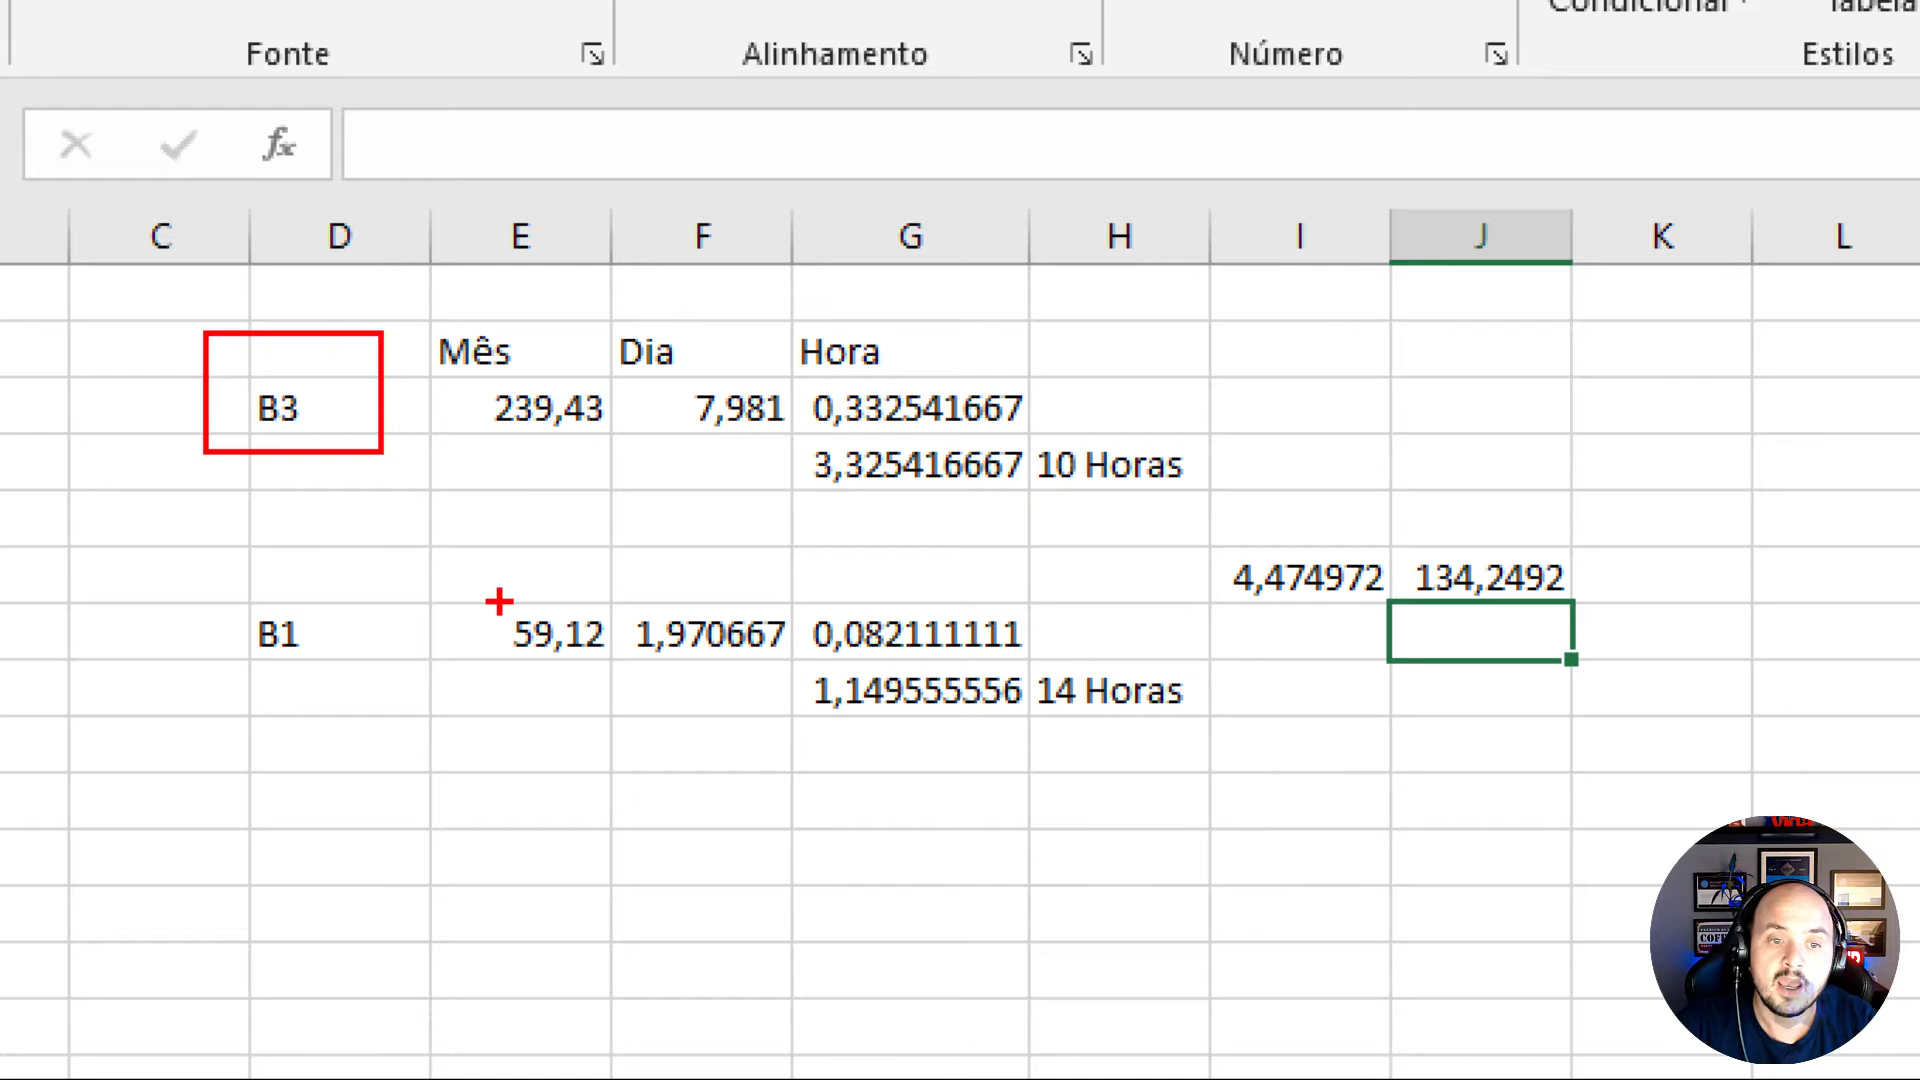 Condicional
Tabela
Fonte
Alinhamento
Número
Estilos
fx
C D E F G H I J K L
Mês Dia Hora
B3 239,43 7,981 0,332541667
3,325416667 10 Horas
4,474972 134,2492
B1 59,12 1,970667 0,082111111
1,149555556 14 Horas